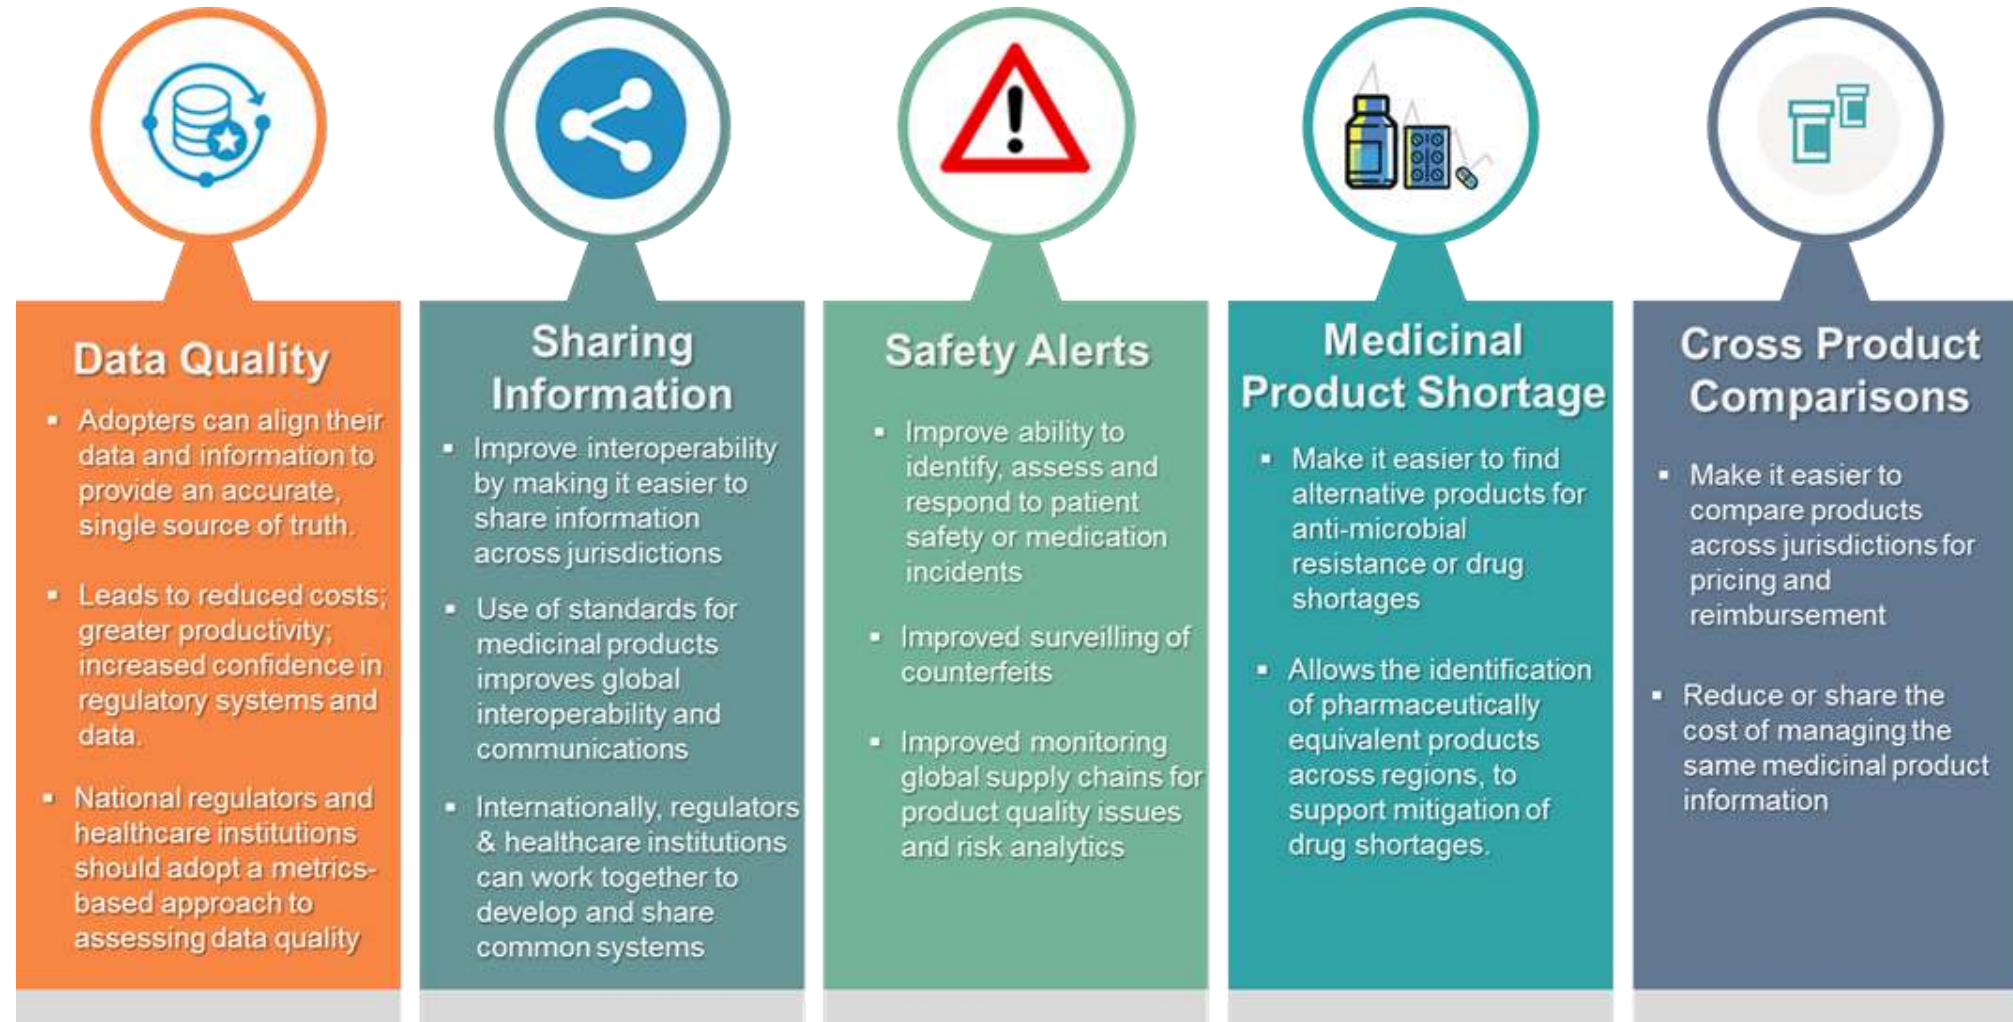 Data Quality
▪ Adopters can align their
data and information to
provide an accurate,
single source of truth.
▪ Leads to reduced costs;
greater productivity;
increased confidence in
regulatory systems and
data.
▪ National regulators and
healthcare institutions
should adopt a metrics-
based approach to
assessing data quality
Sharing
Information
▪ Improve interoperability
by making it easier to
share information
across jurisdictions
▪ Use of standards for
medicinal products
improves global
interoperability and
communications
▪ Internationally, regulators
& healthcare institutions
can work together to
develop and share
common systems
Safety Alerts
▪ Improve ability to
identify, assess and
respond to patient
safety or medication
incidents
▪ Improved surveilling of
counterfeits
▪ Improved monitoring
global supply chains for
product quality issues
and risk analytics
Medicinal
Product Shortage
▪ Make it easier to find
alternative products for
anti-microbial
resistance or drug
shortages
▪ Allows the identification
of pharmaceutically
equivalent products
across regions, to
support mitigation of
drug shortages.
Cross Product
Comparisons
▪ Make it easier to
compare products
across jurisdictions for
pricing and
reimbursement
▪ Reduce or share the
cost of managing the
same medicinal product
information